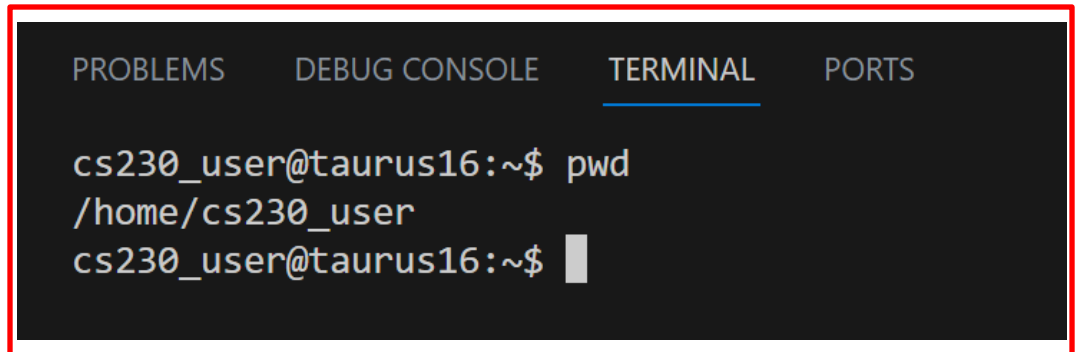 PROBLEMS DEBUG CONSOLE TERMINAL PORTS
cs230_user@taurus16:~$ pwd
/home/cs230_user
cs230_user@taurus16:~$